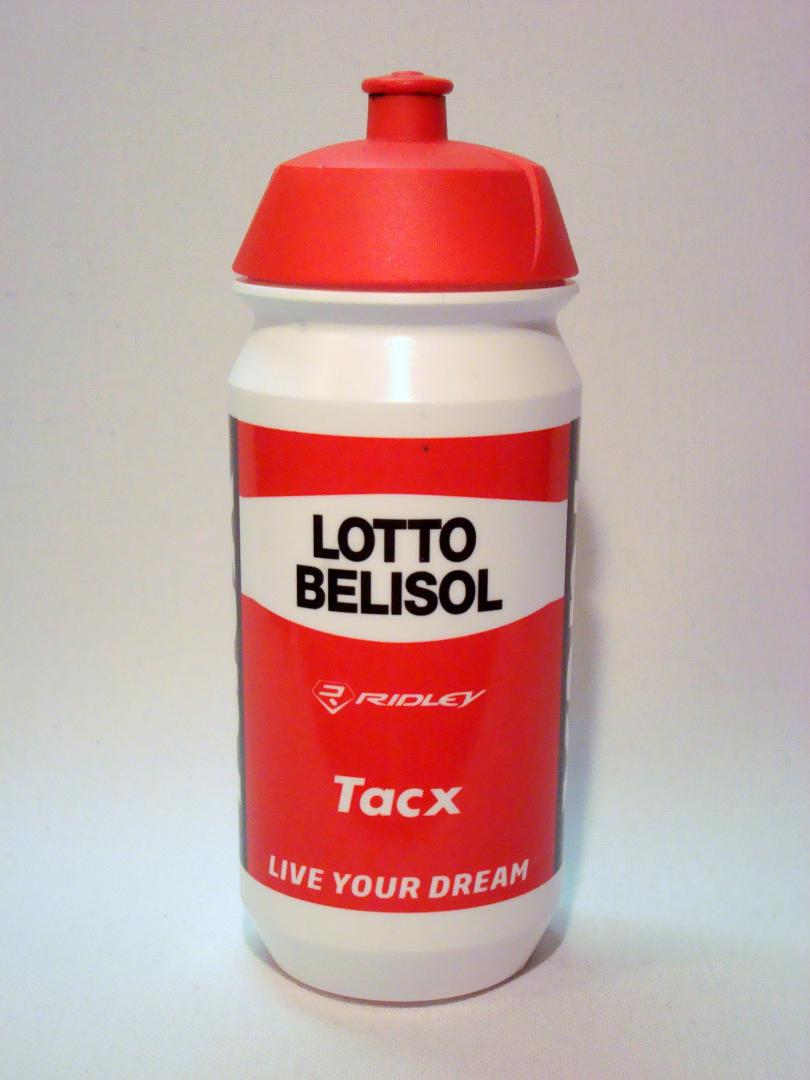 LOTTO
BELISOL
RIDLEY
Tacx
LIVE YOUR DREAM